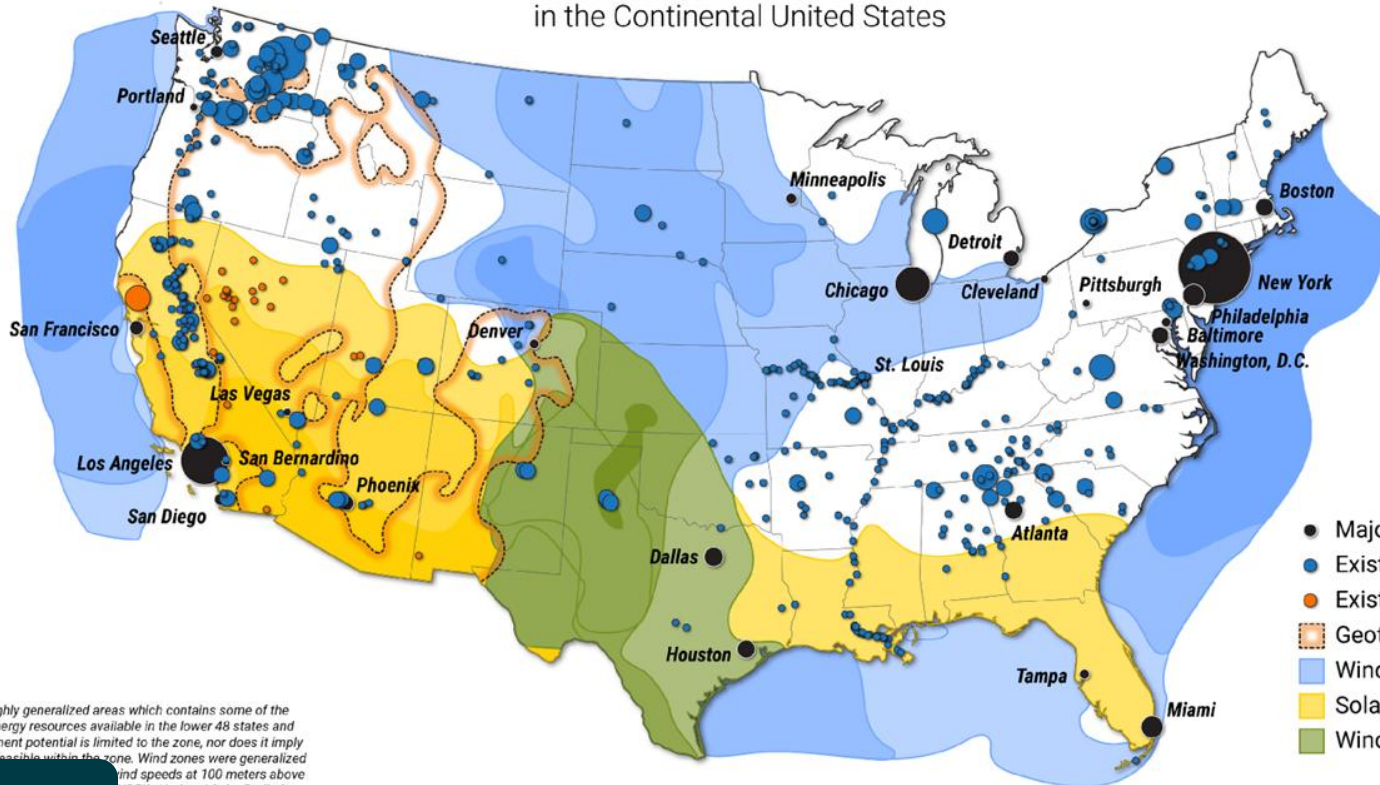 in the Continental United States
Seattle
Portland
Minneapolis
Boston
Detroit
Chicago
Cleveland
Pittsburgh
New York
San Francisco
Denver
Philadelphia
Baltimore
St. Louis
Washington, D.C.
Las Vegas
Los Angeles
San Bernardino
Phoenix
San Diego
Atlanta
Dallas
Houston
Tampa
Miami
Majo
Exist
Exist
Geot
Wind
Sola
Wind
ghly generalized areas which contains some of the
nergy resources available in the lower 48 states and
ment potential is limited to the zone, nor does it imply
easible within the zone. Wind zones were generalized
wind speeds at 100 meters above